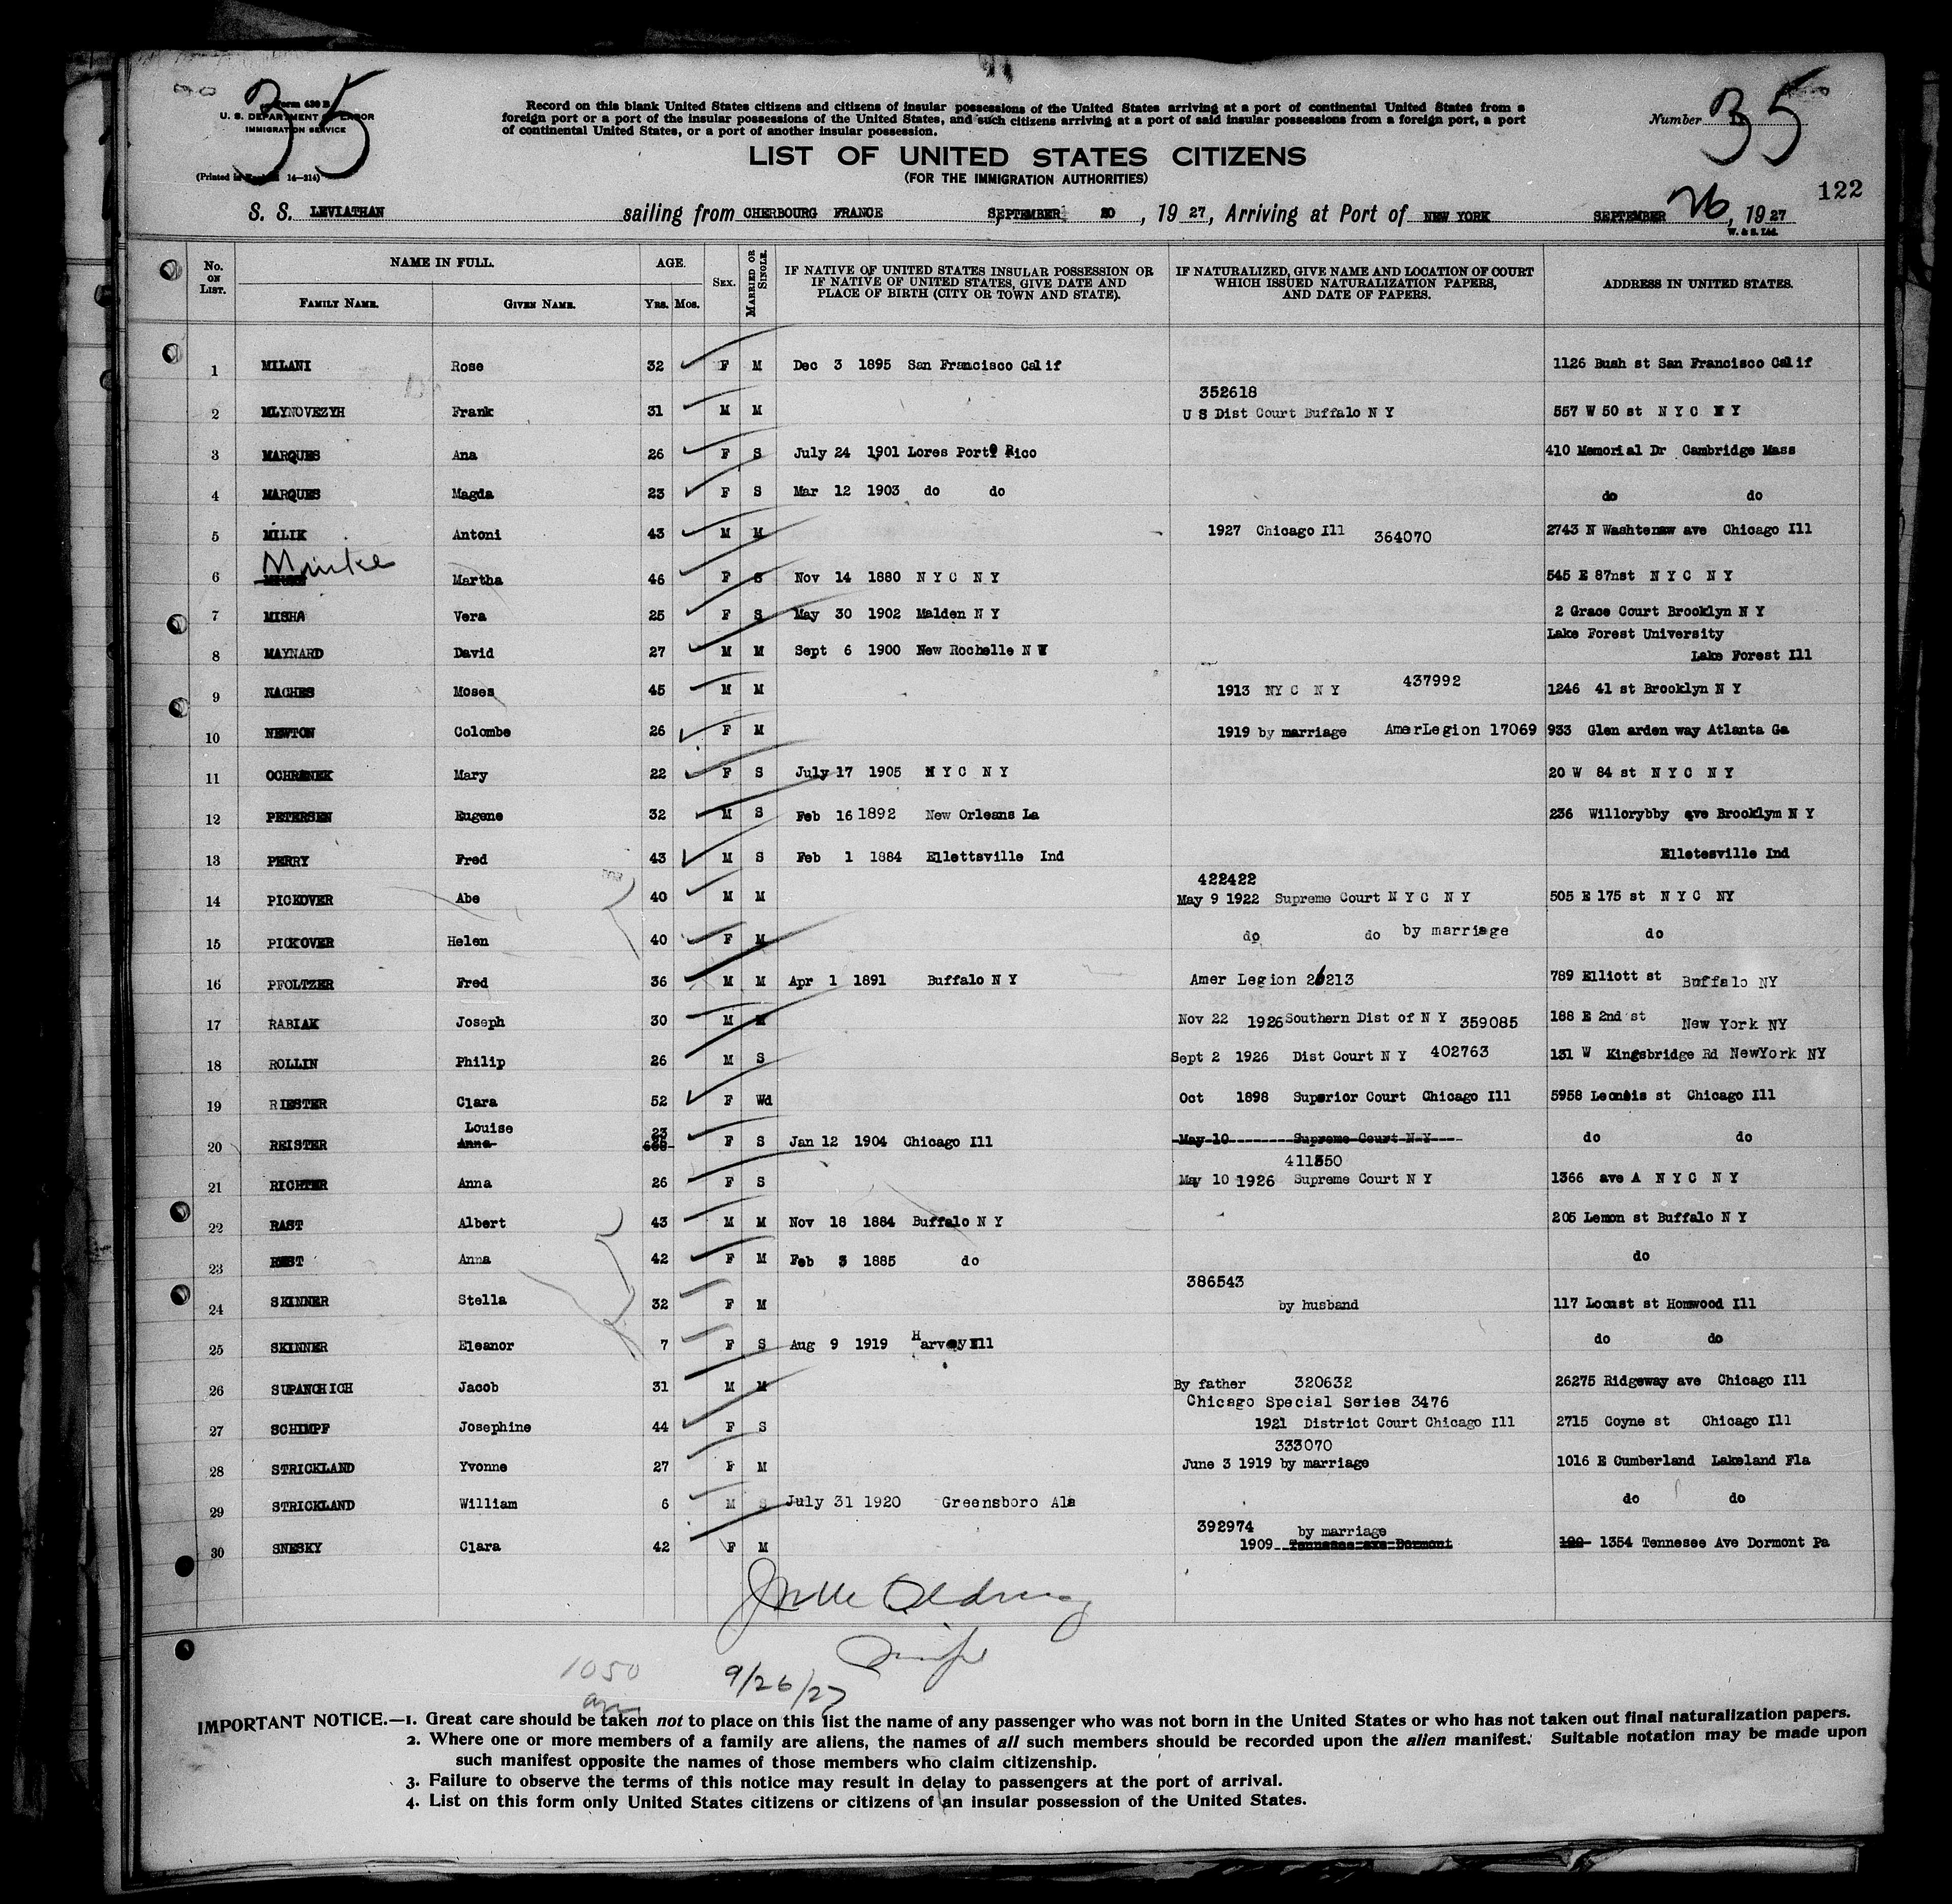 35
Form 630 B
U. S. DEPARTMENT OF LABOR
IMMIGRATION SERVICE
(Printed in 14—214)
Record on this blank United States citizens and citizens of insular possessions of the United States arriving at a port of continental United States from a
foreign port or a port of the insular possessions of the United States, and such citizens arriving at a port of said insular possessions from a foreign port, a port
of continental United States, or a port of another insular possession.
Number 35
LIST OF UNITED STATES CITIZENS
(FOR THE IMMIGRATION AUTHORITIES)
122
S. S. LEVIATHAN sailing from CHERBOURG FRANCE SEPTEMBER 20, 19 27, Arriving at Port of NEW YORK SEPTEMBER 26, 19 27
W. & S. Ltd.
No. ON LIST. NAME IN FULL. AGE. SEX. MARRIED OR SINGLE. IF NATIVE OF UNITED STATES INSULAR POSSESSION OR IF NATIVE OF UNITED STATES, GIVE DATE AND PLACE OF BIRTH (CITY OR TOWN AND STATE). IF NATURALIZED, GIVE NAME AND LOCATION OF COURT WHICH ISSUED NATURALIZATION PAPERS, AND DATE OF PAPERS. ADDRESS IN UNITED STATES.
FAMILY NAME. GIVEN NAME. YRS. MOS.
1 MILANI Rose 32 F M Dec 3 1895 San Francisco Calif 1126 Bush st San Francisco Calif
352618
2 MLYNOVEZYH Frank 31 M M U S Dist Court Buffalo N Y 557 W 50 st N Y C N Y
3 MARQUES Ana 26 F S July 24 1901 Lores Porto Rico 410 Memorial Dr Cambridge Mass
4 MARQUES Magda 23 F S Mar 12 1903 do do do do
5 MILIK Antoni 43 M M 1927 Chicago Ill 364070 2743 N Washtenaw ave Chicago Ill
6 Minke Martha 46 F S Nov 14 1880 N Y C N Y 545 E 87nst N Y C N Y
7 MISHA Vera 25 F S May 30 1902 Malden N Y 2 Grace Court Brooklyn N Y
Lake Forest University
8 MAYNARD David 27 M M Sept 6 1900 New Rochelle N Y Lake Forest Ill
9 NACHES Moses 45 M M 1913 NY C N Y 437992 1246 41 st Brooklyn N Y
10 NEWTON Colombe 26 F M 1919 by marriage AmerLegion 17069 933 Glen arden way Atlanta Ga
11 OCHRENEK Mary 22 F S July 17 1905 N Y C N Y 20 W 84 st N Y C N Y
12 PETERSEN Eugene 32 M S Feb 16 1892 New Orleans La 236 Willorybby ave Brooklym N Y
13 PERRY Fred 43 M S Feb 1 1884 Ellettsville Ind Elletesville Ind
422422
14 PICKOVER Abe 40 M M May 9 1922 Supreme Court N Y C N Y 505 E 175 st N Y C NY
15 PICKOVER Helen 40 F M do do by marriage do
16 PFOLTZER Fred 36 M M Apr 1 1891 Buffalo N Y Amer Legion 26213 789 Elliott st Buffalo NY
17 RABIAK Joseph 30 M M Nov 22 1926 Southern Dist of N Y 359085 188 E 2nd st New York NY
18 ROLLIN Philip 26 M S Sept 2 1926 Dist Court N Y 402763 131 W Kingsbridge Rd NewYork NY
19 RIESTER Clara 52 F Wd Oct 1898 Superior Court Chicago Ill 5958 Leonéis st Chicago Ill
Louise 23
20 REISTER Anna F S Jan 12 1904 Chicago Ill May 10 Supreme Court N Y do do
411550
21 RICHTER Anna 26 F S May 10 1926 Supreme Court N Y 1366 ave A N Y C N Y
22 RAST Albert 43 M M Nov 18 1884 Buffalo N Y 205 Lemon st Buffalo N Y
23 RAST Anna 42 F M Feb 3 1885 do do
386543
24 SKINNER Stella 32 F M by husband 117 Locust st Homwood Ill
25 SKINNER Eleanor 7 F S Aug 9 1919 Harvey Ill do do
26 SUPANCHICH Jacob 31 M M By father 320632 26275 Ridgeway ave Chicago Ill
Chicago Special Series 3476
27 SCHIMPF Josephine 44 F S 1921 District Court Chicago Ill 2715 Coyne st Chicago Ill
333070
28 STRICKLAND Yvonne 27 F M June 3 1919 by marriage 1016 E Cumberland Lakeland Fla
29 STRICKLAND William 6 M S July 31 1920 Greensboro Ala do do
392974 by marriage
30 SNESKY Clara 42 F M 1909 Tennesee ave Dormont 1354 Tennesee Ave Dormont Pa
1050
am
9/26/27
IMPORTANT NOTICE.—1. Great care should be taken not to place on this list the name of any passenger who was not born in the United States or who has not taken out final naturalization papers.
2. Where one or more members of a family are aliens, the names of all such members should be recorded upon the alien manifest. Suitable notation may be made upon
such manifest opposite the names of those members who claim citizenship.
3. Failure to observe the terms of this notice may result in delay to passengers at the port of arrival.
4. List on this form only United States citizens or citizens of an insular possession of the United States.